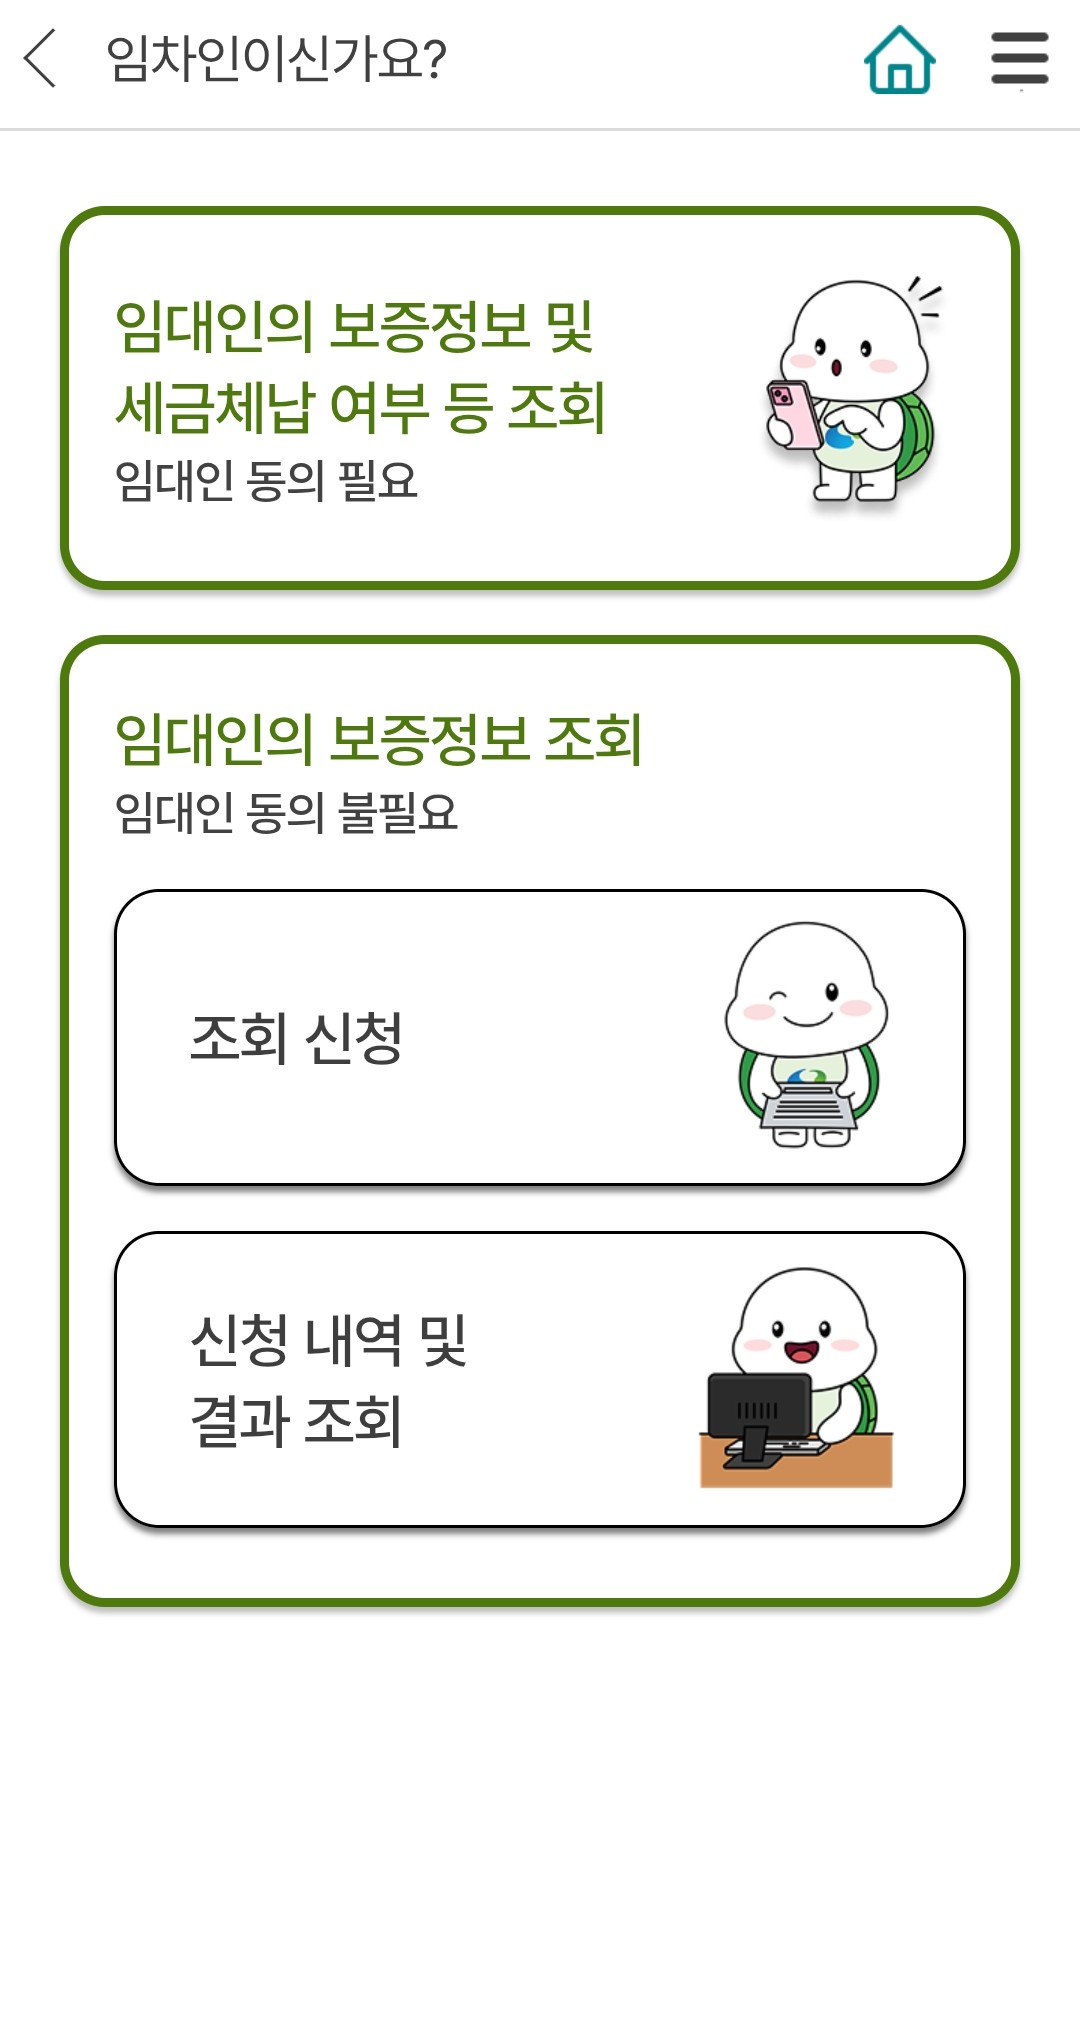 임차인이신가요?
임대인의 보증정보 및
세금체납 여부 등 조회
임대인 동의 필요
임대인의 보증정보 조회
임대인 동의 불필요
조회 신청
신청 내역 및
결과 조회